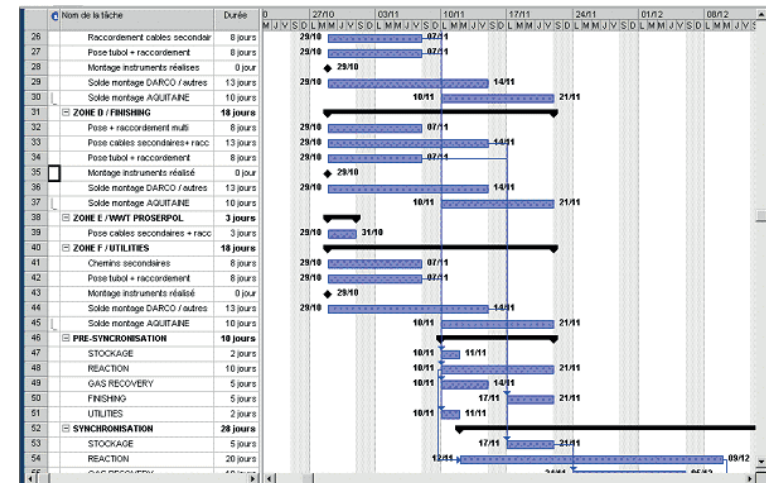 Nom de la tâche Durée 0 27/10 03/11 10/11 17/11 24/11 01/12 08/12
M J V S D L M M J V S D L M M J V S D L M M J V S D L M M J V S D L M M J V S D L M M J V S D L M M J V S
26 Raccordement cables secondair 8 jours 29/10 07/11
27 Pose tubol + raccordement 8 jours 29/10 07/11
28 Montage instruments réalises 0 jour 29/10
29 Solde montage DARCO / autres 13 jours 29/10 14/11
30 Solde montage AQUITAINE 10 jours 10/11 21/11
31 ZONE D / FINISHING 18 jours
32 Pose + raccordement multi 8 jours 29/10 07/11
33 Pose cables secondaires+ racc 13 jours 29/10 14/11
34 Pose tubol + raccordement 8 jours 29/10 07/11
35 Montage instruments réalisé 0 jour 29/10
36 Solde montage DARCO / autres 13 jours 29/10 14/11
37 Solde montage AQUITAINE 10 jours 10/11 21/11
38 ZONE E / WWT PROSERPOL 3 jours
39 Pose cables secondaires + racc 3 jours 29/10 31/10
40 ZONE F / UTILITIES 18 jours
41 Chemins secondaires 8 jours 29/10 07/11
42 Pose tubol + raccordement 8 jours 29/10 07/11
43 Montage instruments réalisé 0 jour 29/10
44 Solde montage DARCO / autres 13 jours 29/10 14/11
45 Solde montage AQUITAINE 10 jours 10/11 21/11
46 PRE-SYNCRONISATION 10 jours
47 STOCKAGE 2 jours 10/11 11/11
48 REACTION 10 jours 10/11 21/11
49 GAS RECOVERY 5 jours 10/11 14/11
50 FINISHING 5 jours 17/11 21/11
51 UTILITIES 2 jours 10/11 11/11
52 SYNCHRONISATION 28 jours
53 STOCKAGE 5 jours 17/11 21/11
54 REACTION 20 jours 12/11 09/12